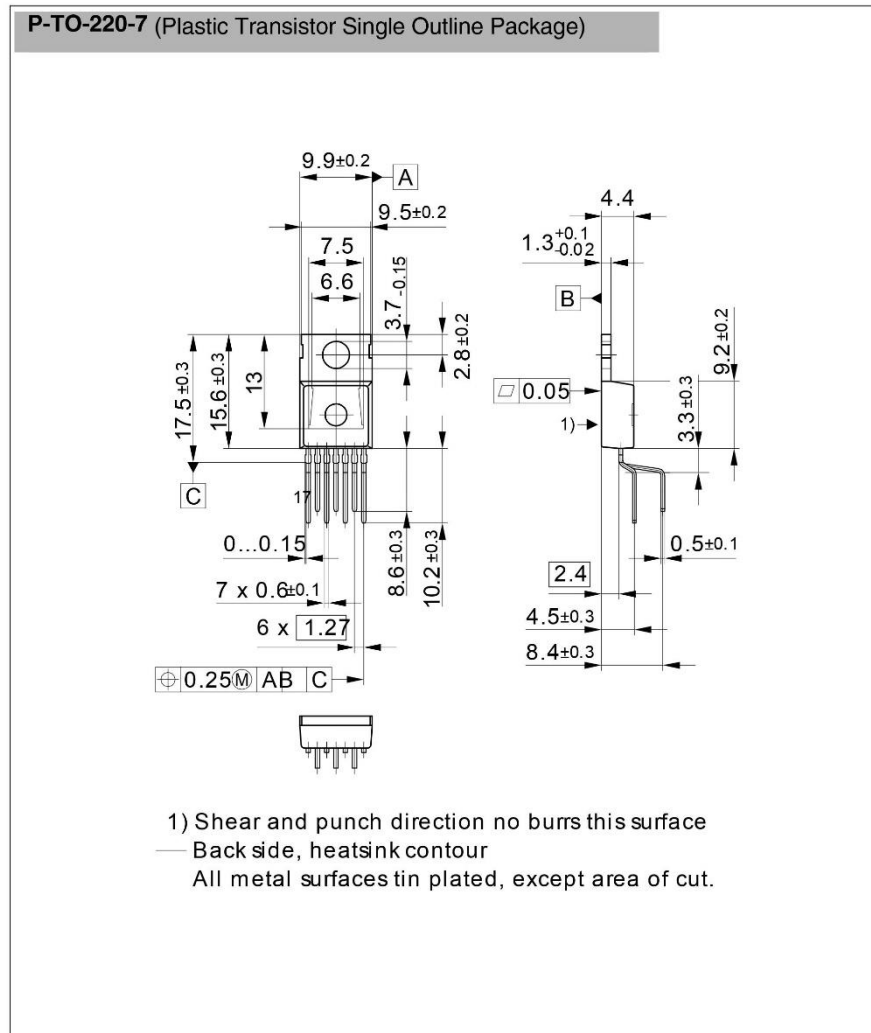 P-TO-220-7 (Plastic Transistor Single Outline Package)
9.9±0.2
A
9.5±0.2
7.5
6.6
3.7 -0.15
2.8±0.2
17.5±0.3
15.6±0.3
13
C
17
0...0.15
7 x 0.6±0.1
6 x 1.27
8.6±0.3
10.2±0.3
0.25Ⓜ AB C
4.4
1.3 +0.1 -0.02
B
0.05
1)
9.2±0.2
3.3±0.3
0.5±0.1
2.4
4.5±0.3
8.4±0.3
1) Shear and punch direction no burrs this surface
Back side, heatsink contour
All metal surfaces tin plated, except area of cut.